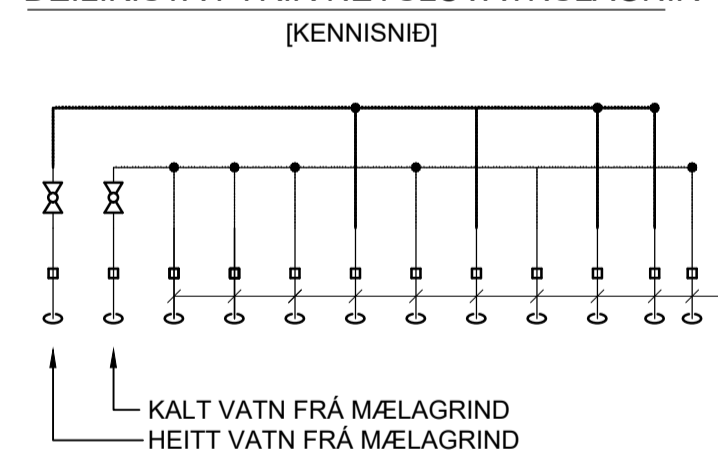 [KENNISNIÐ]
KALT VATN FRÁ MÆLAGRIND
HEITT VATN FRÁ MÆLAGRIND